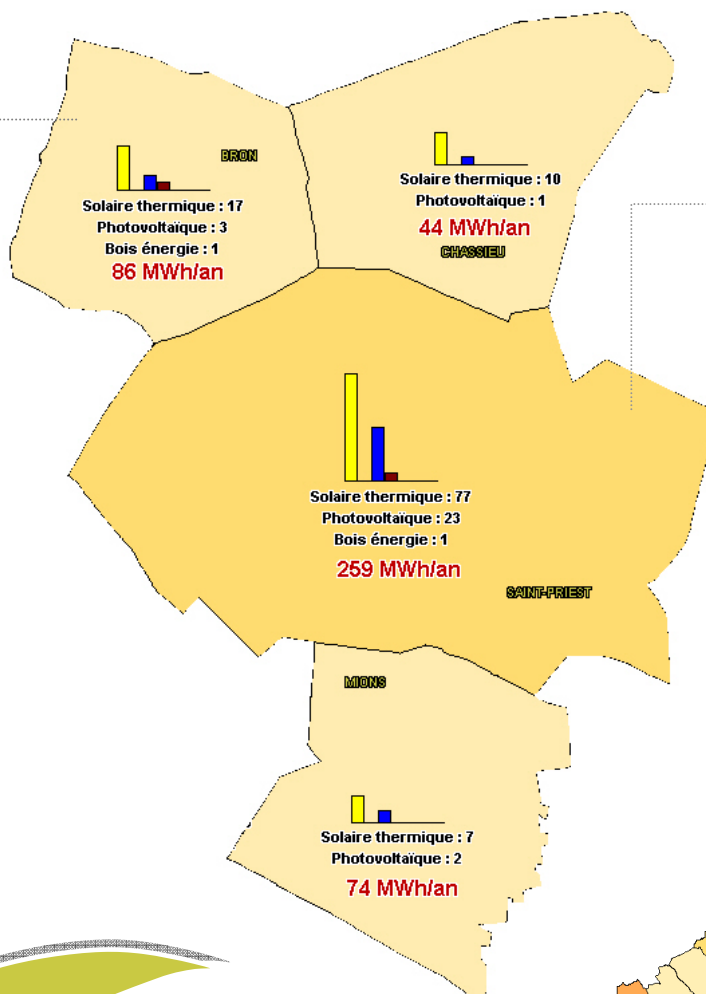 BRON
Solaire thermique : 17
Photovoltaïque : 3
Bois énergie : 1
86 MWh/an
Solaire thermique : 10
Photovoltaïque : 1
44 MWh/an
CHASSIEU
Solaire thermique : 77
Photovoltaïque : 23
Bois énergie : 1
259 MWh/an
SAINT-PRIEST
MIONS
Solaire thermique : 7
Photovoltaïque : 2
74 MWh/an